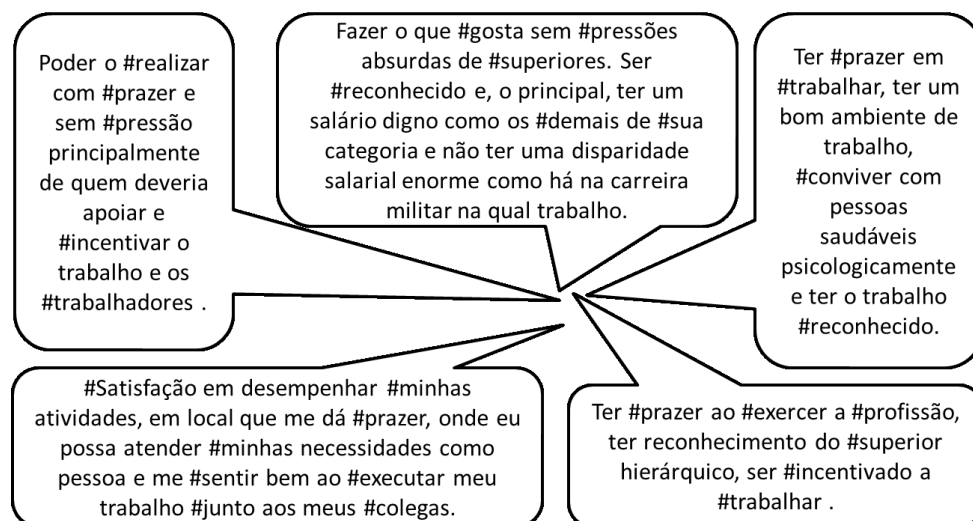 Poder o #realizar
com #prazer e
sem #pressão
principalmente
de quem deveria
apoiar e
#incentivar o
trabalho e os
#trabalhadores .
Fazer o que #gosta sem #pressões
absurdas de #superiores. Ser
#reconhecido e, o principal, ter um
salário digno como os #demais de #sua
categoria e não ter uma disparidade
salarial enorme como há na carreira
militar na qual trabalho.
Ter #prazer em
#trabalhar, ter um
bom ambiente de
trabalho,
#conviver com
pessoas
saudáveis
psicologicamente
e ter o trabalho
#reconhecido.
#Satisfação em desempenhar #minhas
atividades, em local que me dá #prazer, onde eu
possa atender #minhas necessidades como
pessoa e me #sentir bem ao #executar meu
trabalho #junto aos meus #colegas.
Ter #prazer ao #exercer a #profissão,
ter reconhecimento do #superior
hierárquico, ser #incentivado a
#trabalhar .